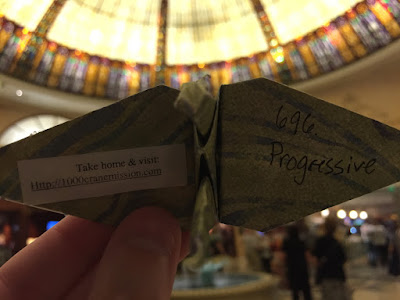 Take home & visit:
Http://1000cranemission.com
696
Progressive